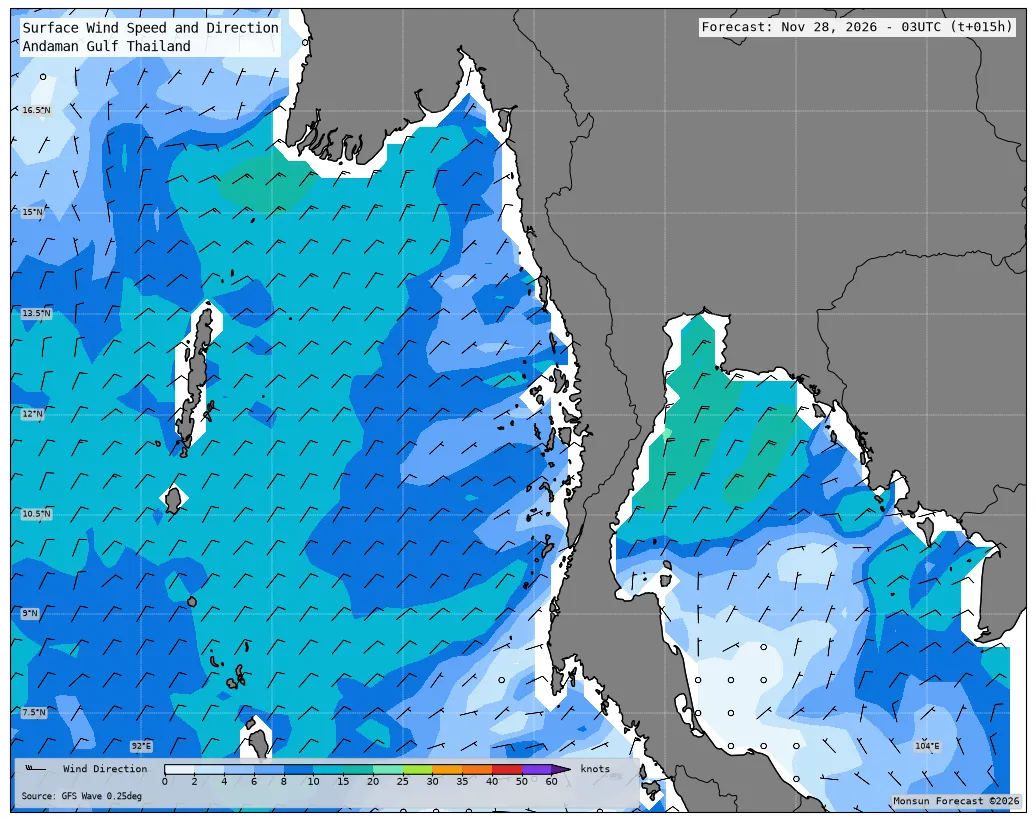 Surface Wind Speed and Direction
Andaman Gulf Thailand
Forecast: Nov 28, 2026 - 03UTC (t+015h)
16.5°N
15°N
13.5°N
12°N
10.5°N
9°N
7.5°N
92°E
104°E
Wind Direction
knots
0 2 4 6 8 10 15 20 25 30 35 40 50 60
Source: GFS Wave 0.25deg
Monsun Forecast ©2026